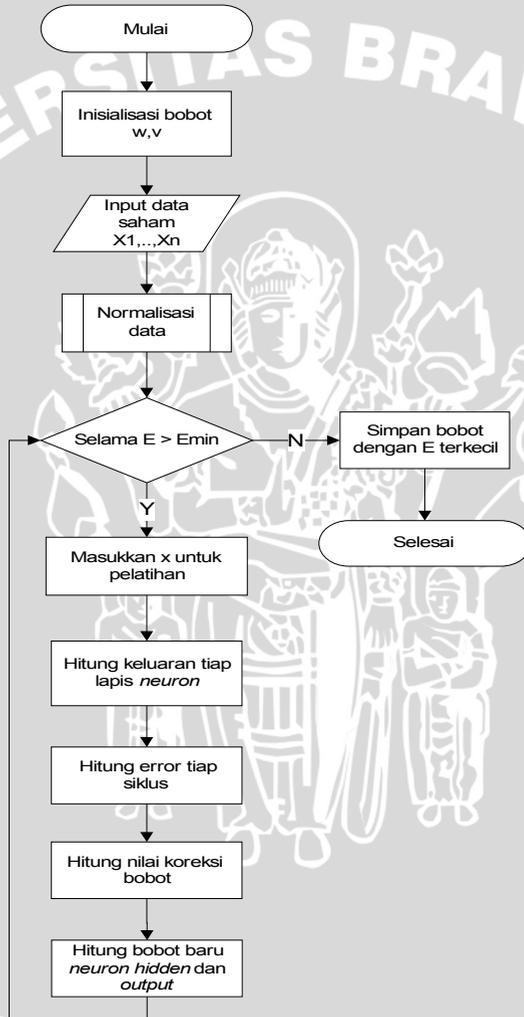 ERSITAS BRA
Mulai
Inisialisasi bobot
w,v
Input data
saham
X1,..,Xn
Normalisasi
data
Selama E > Emin
N
Simpan bobot
dengan E terkecil
Selesai
Y
Masukkan x untuk
pelatihan
Hitung keluaran tiap
lapis neuron
Hitung error tiap
siklus
Hitung nilai koreksi
bobot
Hitung bobot baru
neuron hidden dan
output